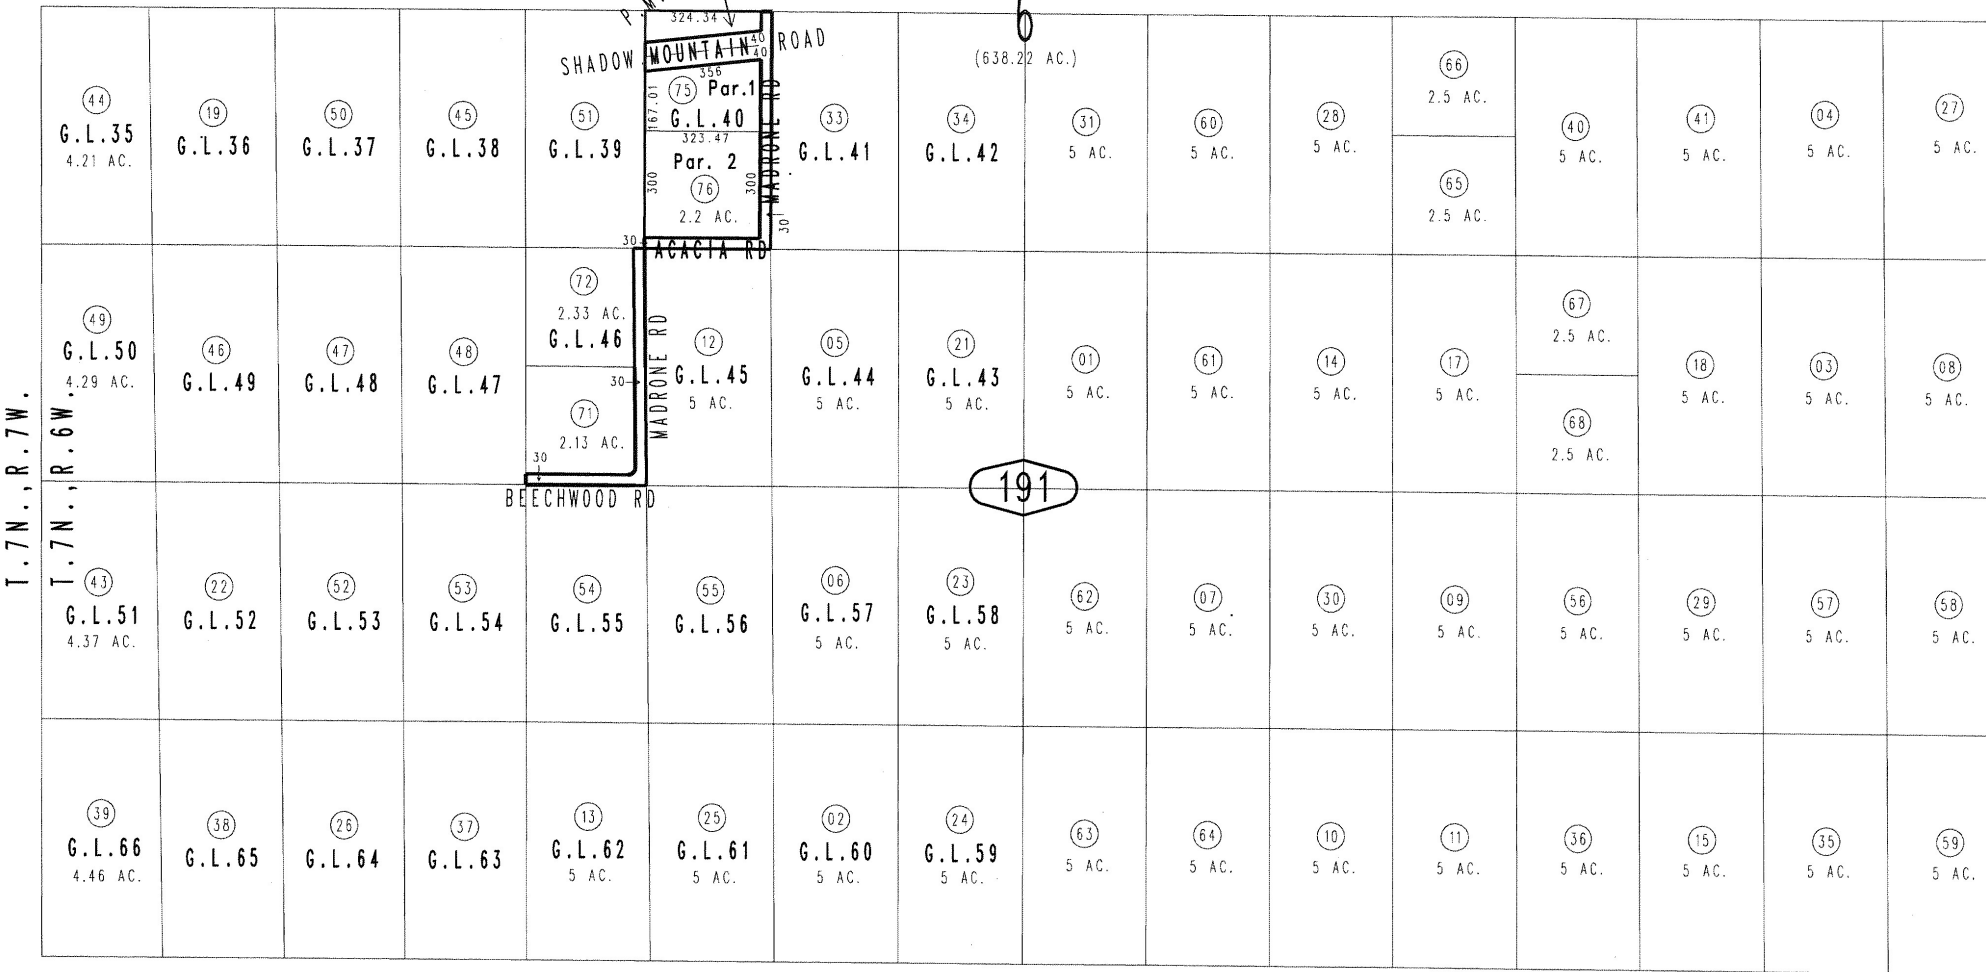 P.M.
324.34
6
SHADOW MOUNTAIN ROAD
40
40
(638.22 AC.)
356
44
G.L.35
4.21 AC.
19
G.L.36
50
G.L.37
45
G.L.38
51
G.L.39
167.01
75 Par.1
G.L.40
323.47
Par. 2
300
300
76
2.2 AC.
MADRONE RD
30
33
G.L.41
34
G.L.42
31
5 AC.
60
5 AC.
28
5 AC.
66
2.5 AC.
65
2.5 AC.
40
5 AC.
41
5 AC.
04
5 AC.
27
5 AC.
30
ACACIA RD
49
G.L.50
4.29 AC.
46
G.L.49
47
G.L.48
48
G.L.47
72
2.33 AC.
G.L.46
30
71
2.13 AC.
30
MADRONE RD
12
G.L.45
5 AC.
05
G.L.44
5 AC.
21
G.L.43
5 AC.
01
5 AC.
61
5 AC.
14
5 AC.
17
5 AC.
67
2.5 AC.
68
2.5 AC.
18
5 AC.
03
5 AC.
08
5 AC.
T.7N.,R.7W.
T.7N.,R.6W.
BEECHWOOD RD
191
43
G.L.51
4.37 AC.
22
G.L.52
52
G.L.53
53
G.L.54
54
G.L.55
55
G.L.56
06
G.L.57
5 AC.
23
G.L.58
5 AC.
62
5 AC.
07
5 AC.
30
5 AC.
09
5 AC.
56
5 AC.
29
5 AC.
57
5 AC.
58
5 AC.
39
G.L.66
4.46 AC.
38
G.L.65
26
G.L.64
37
G.L.63
13
G.L.62
5 AC.
25
G.L.61
5 AC.
02
G.L.60
5 AC.
24
G.L.59
5 AC.
63
5 AC.
64
5 AC.
10
5 AC.
11
5 AC.
36
5 AC.
15
5 AC.
35
5 AC.
59
5 AC.